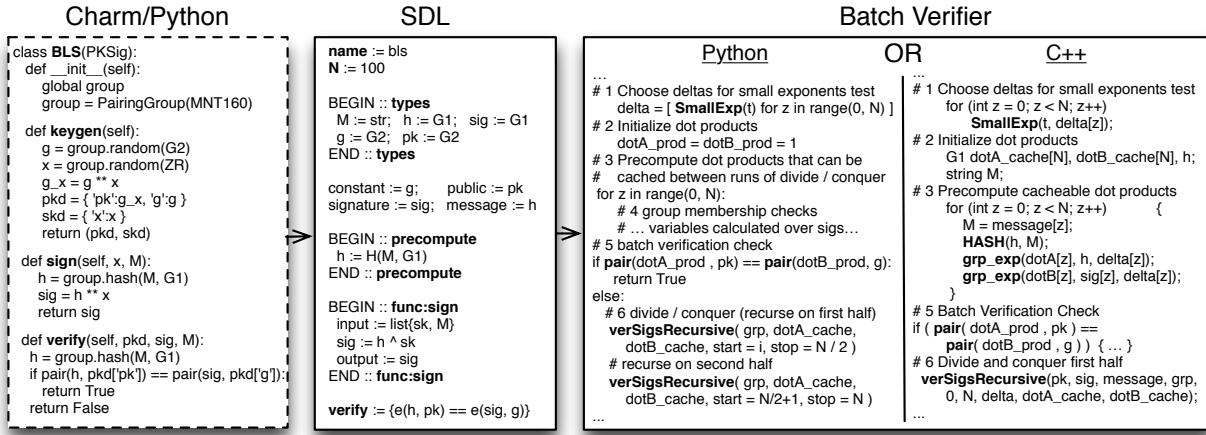 Charm/Python
class BLS(PKSig):
def __init__(self):
global group
group = PairingGroup(MNT160)
def keygen(self):
g = group.random(G2)
x = group.random(ZR)
g_x = g ** x
pkd = { 'pk':g_x, 'g':g }
skd = { 'x':x }
return (pkd, skd)
def sign(self, x, M):
h = group.hash(M, G1)
sig = h ** x
return sig
def verify(self, pkd, sig, M):
h = group.hash(M, G1)
if pair(h, pkd['pk']) == pair(sig, pkd['g']):
return True
return False
SDL
name := bls
N := 100
BEGIN :: types
M := str; h := G1; sig := G1
g := G2; pk := G2
END :: types
constant := g; public := pk
signature := sig; message := h
BEGIN :: precompute
h := H(M, G1)
END :: precompute
BEGIN :: func:sign
input := list{sk, M}
sig := h ^ sk
output := sig
END :: func:sign
verify := {e(h, pk) == e(sig, g)}
Batch Verifier
Python
...
# 1 Choose deltas for small exponents test
delta = [ SmallExp(t) for z in range(0, N) ]
# 2 Initialize dot products
dotA_prod = dotB_prod = 1
# 3 Precompute dot products that can be
# cached between runs of divide / conquer
for z in range(0, N):
# 4 group membership checks
# … variables calculated over sigs…
# 5 batch verification check
if pair(dotA_prod , pk) == pair(dotB_prod, g):
return True
else:
# 6 divide / conquer (recurse on first half)
verSigsRecursive( grp, dotA_cache,
dotB_cache, start = i, stop = N / 2 )
# recurse on second half
verSigsRecursive( grp, dotA_cache,
dotB_cache, start = N/2+1, stop = N )
...
OR
C++
...
# 1 Choose deltas for small exponents test
for (int z = 0; z < N; z++)
SmallExp(t, delta[z]);
# 2 Initialize dot products
G1 dotA_cache[N], dotB_cache[N], h;
string M;
# 3 Precompute cacheable dot products
for (int z = 0; z < N; z++) {
M = message[z];
HASH(h, M);
grp_exp(dotA[z], h, delta[z]);
grp_exp(dotB[z], sig[z], delta[z]);
}
# 5 Batch Verification Check
if ( pair( dotA_prod , pk ) ==
pair( dotB_prod , g ) ) { … }
# 6 Divide and conquer first half
verSigsRecursive(pk, sig, message, grp,
0, N, delta, dotA_cache, dotB_cache);
...